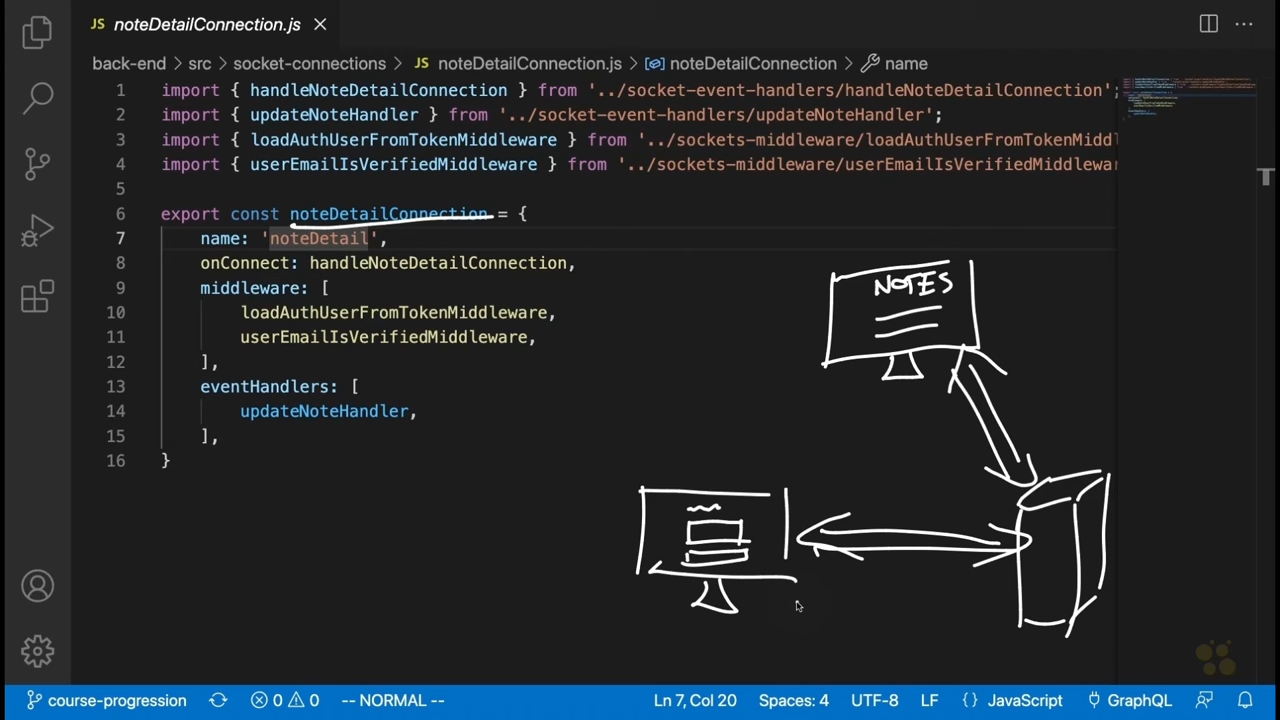 JS noteDetailConnection.js
back-end > src > socket-connections > JS noteDetailConnection.js > noteDetailConnection > name
1 import { handleNoteDetailConnection } from '../socket-event-handlers/handleNoteDetailConnection';
2 import { updateNoteHandler } from '../socket-event-handlers/updateNoteHandler';
3 import { loadAuthUserFromTokenMiddleware } from '../sockets-middleware/loadAuthUserFromTokenMiddl
4 import { userEmailIsVerifiedMiddleware } from '../sockets-middleware/userEmailIsVerifiedMiddlewar
5
6 export const noteDetailConnection = {
7 name: 'noteDetail',
8 onConnect: handleNoteDetailConnection,
9 middleware: [
10 loadAuthUserFromTokenMiddleware,
11 userEmailIsVerifiedMiddleware,
12 ],
13 eventHandlers: [
14 updateNoteHandler,
15 ],
16 }
NOTES
course-progression 0 0 -- NORMAL -- Ln 7, Col 20 Spaces: 4 UTF-8 LF {} JavaScript GraphQL